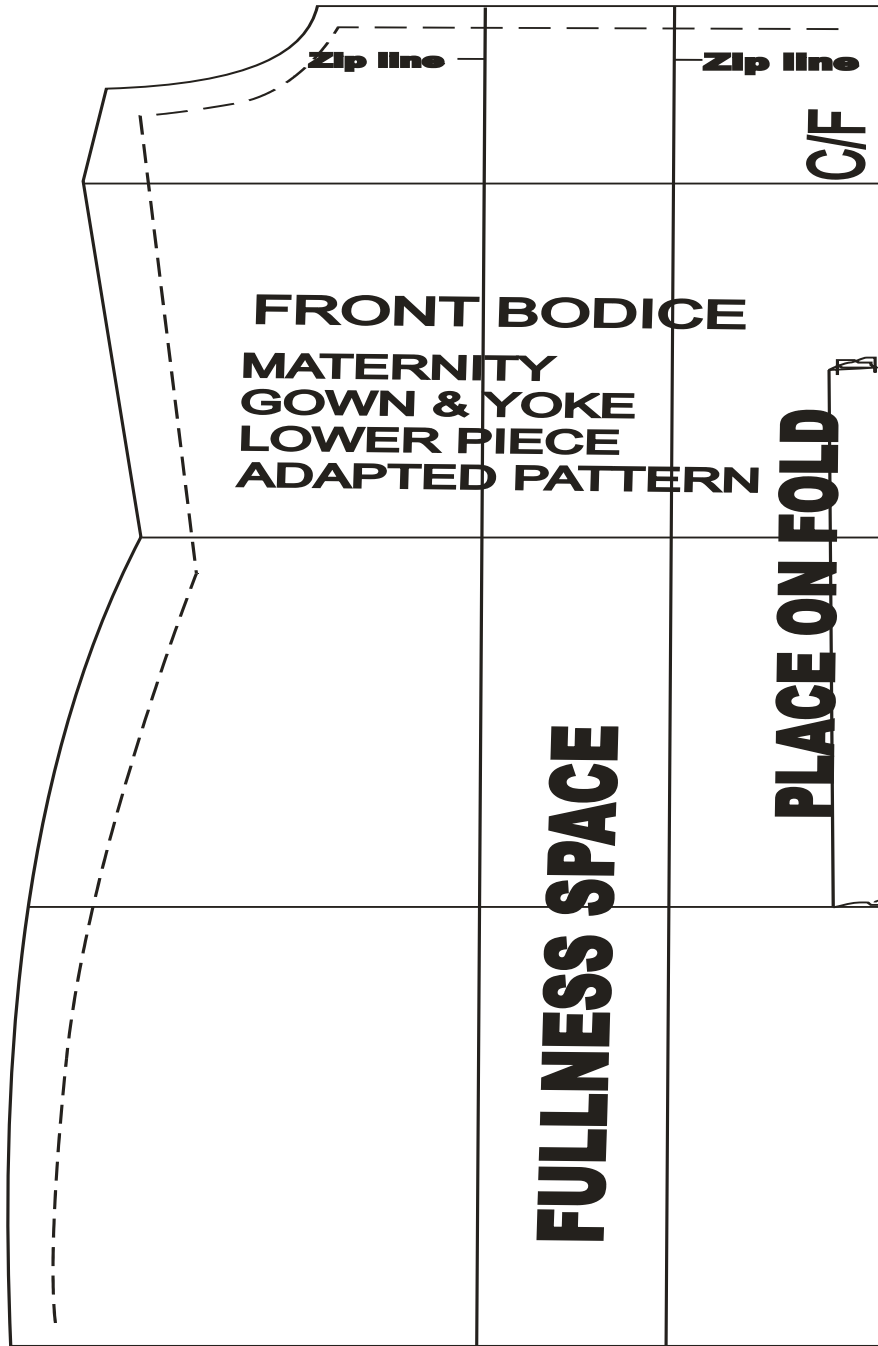 Zip line
Zip line
C/F
FRONT BODICE
MATERNITY
GOWN & YOKE
LOWER PIECE
ADAPTED PATTERN
PLACE ON FOLD
FULLNESS SPACE